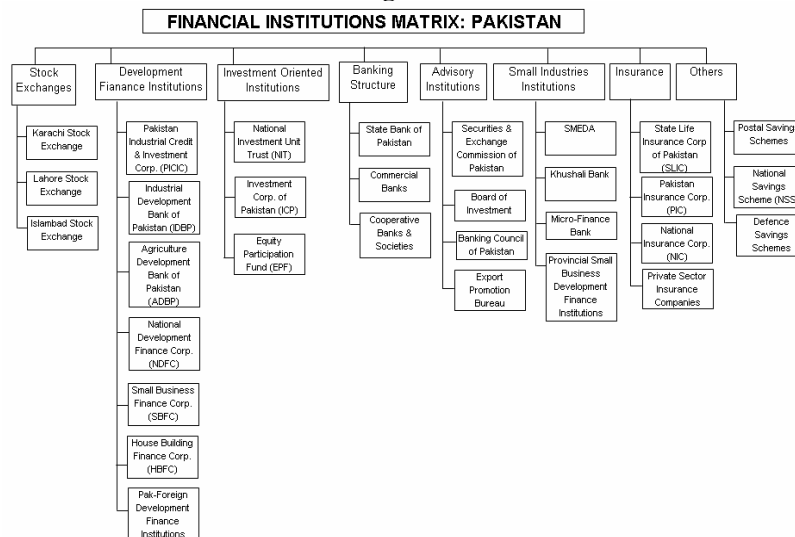 FINANCIAL INSTITUTIONS MATRIX: PAKISTAN
Stock
Exchanges
Development
Fianance Institutions
Investment Oriented
Institutions
Banking
Structure
Advisory
Institutions
Small Industries
Institutions
Insurance
Others
Karachi Stock
Exchange
Lahore Stock
Exchange
Islambad Stock
Exchange
Pakistan
Industrial Credit
& Investment
Corp. (PICIC)
Industrial
Development
Bank of
Pakistan (IDBP)
Agriculture
Development
Bank of
Pakistan
(ADBP)
National
Development
Finance Corp.
(NDFC)
Small Business
Finance Corp.
(SBFC)
House Building
Finance Corp.
(HBFC)
Pak-Foreign
Development
Finance
Institutions
National
Investment Unit
Trust (NIT)
Investment
Corp. of
Pakistan (ICP)
Equity
Participation
Fund (EPF)
State Bank of
Pakistan
Commercial
Banks
Cooperative
Banks &
Societies
Securities &
Exchange
Commission of
Pakistan
Board of
Investment
Banking Council
of Pakistan
Export
Promotion
Bureau
SMEDA
Khushali Bank
Micro-Finance
Bank
Provincial Small
Business
Development
Finance
Institutions
State Life
Insurance Corp
of Pakistan
(SLIC)
Pakistan
Insurance Corp.
(PIC)
National
Insurance Corp.
(NIC)
Private Sector
Insurance
Companies
Postal Savings
Schemes
National
Savings
Scheme (NSS)
Defence
Savings
Schemes